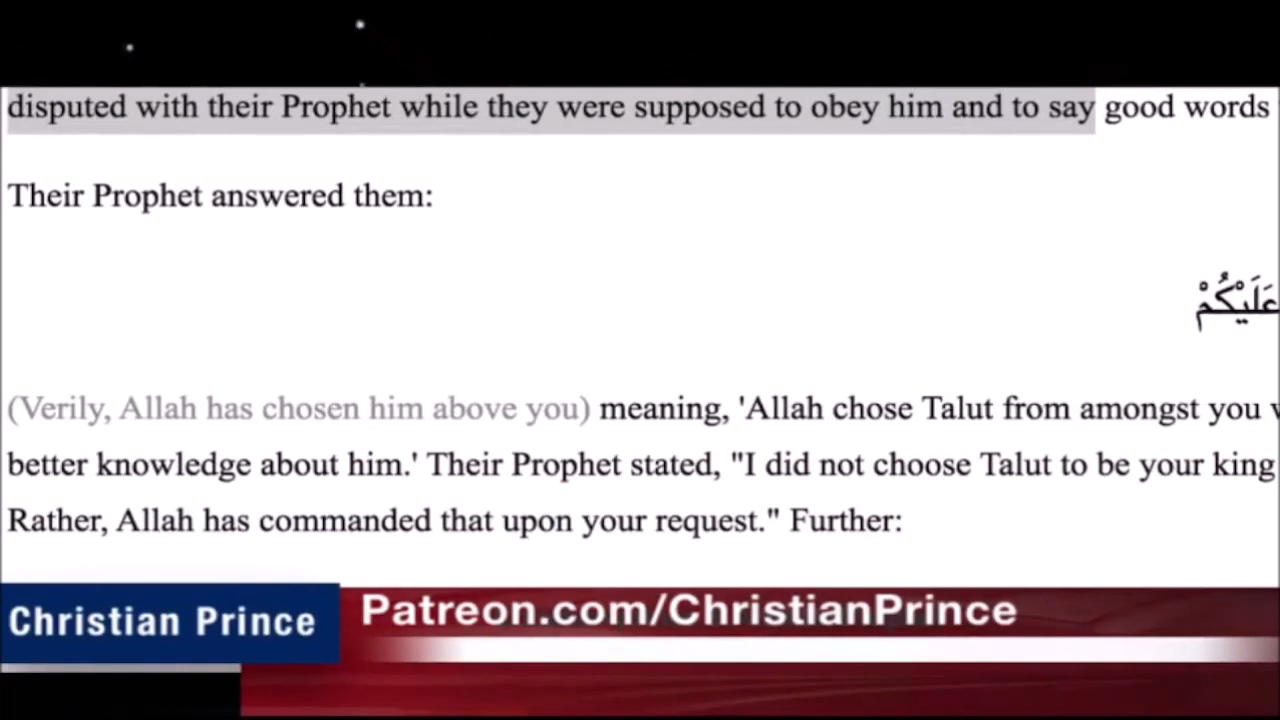 disputed with their Prophet while they were supposed to obey him and to say good words
Their Prophet answered them:
عَلَيْكُمْ
(Verily, Allah has chosen him above you) meaning, 'Allah chose Talut from amongst you
better knowledge about him.' Their Prophet stated, "I did not choose Talut to be your king
Rather, Allah has commanded that upon your request." Further:
Christian Prince
Patreon.com/ChristianPrince